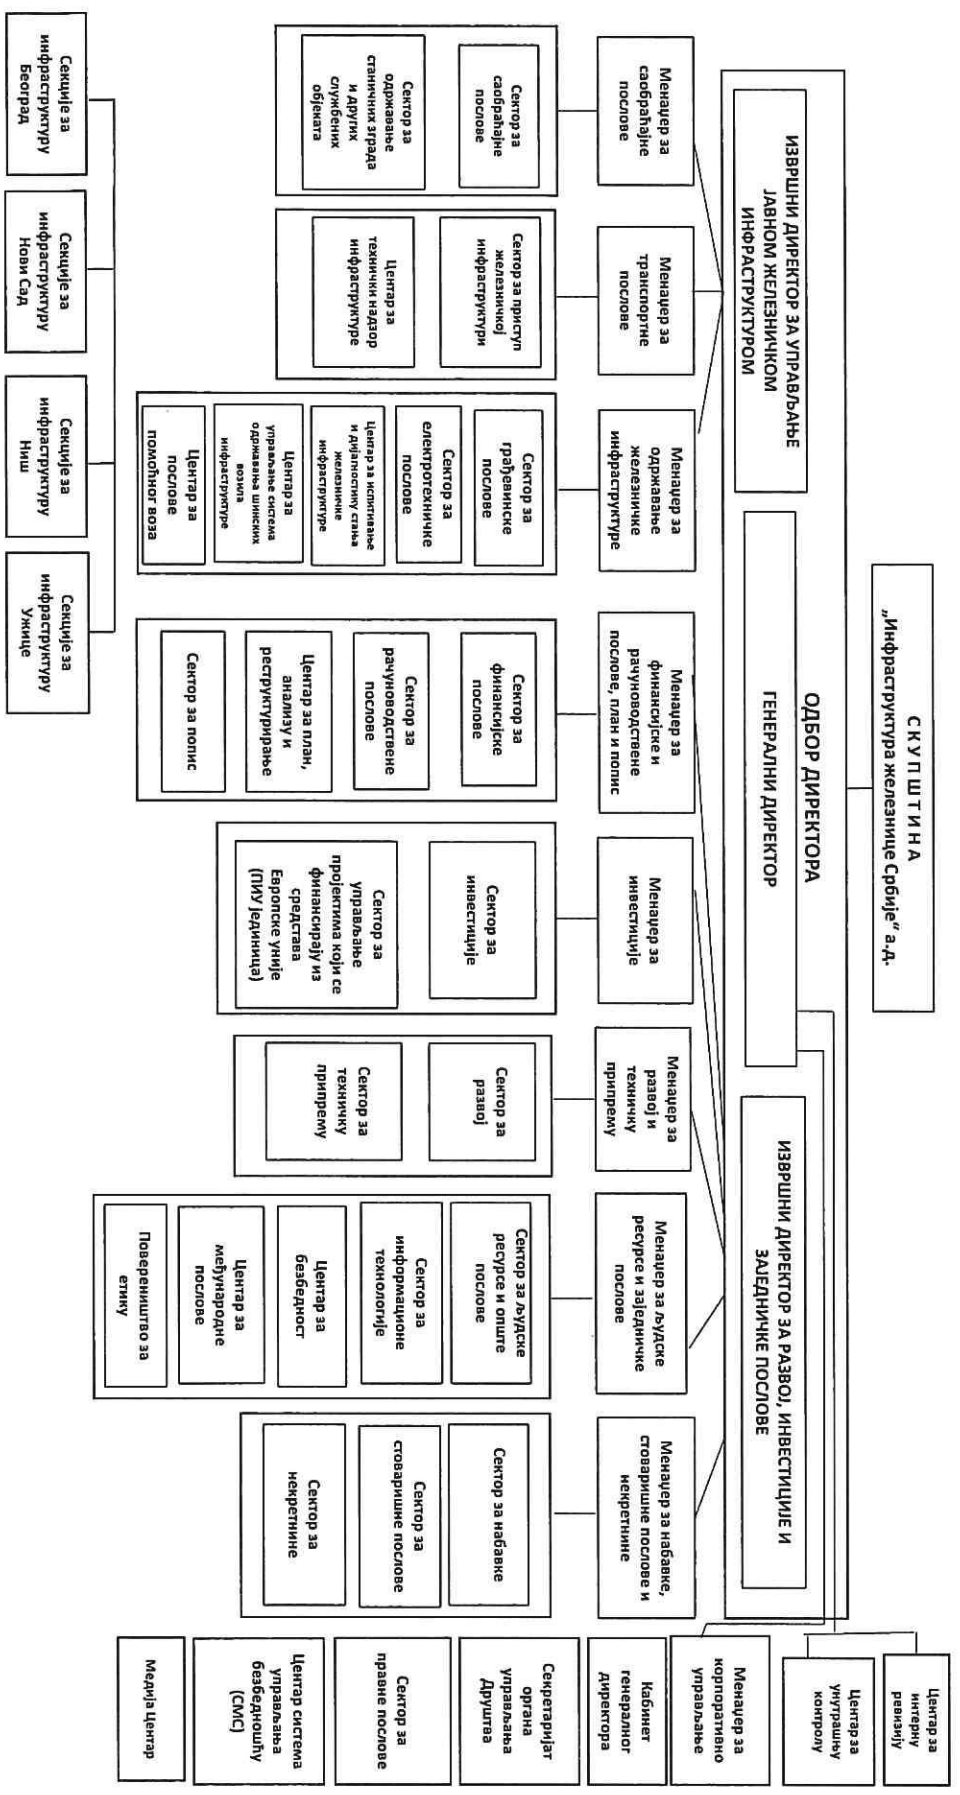 С К У П Ш Т И Н А
„Инфраструктура железнице Србије“ а.д.
ОДБОР ДИРЕКТОРА
ИЗВРШНИ ДИРЕКТОР ЗА УПРАВЉАЊЕ
ЈАВНОМ ЖЕЛЕЗНИЧКОМ
ИНФРАСТРУКТУРОМ
ГЕНЕРАЛНИ ДИРЕКТОР
ИЗВРШНИ ДИРЕКТОР ЗА РАЗВОЈ, ИНВЕСТИЦИЈЕ И
ЗАЈЕДНИЧКЕ ПОСЛОВЕ
Центар за
интерну
ревизију
Центар за
унутрашњу
контролу
Менаџер за
саобраћајне
послове
Сектор за
саобраћајне
послове
Сектор за
одржавање
станичних зграда
и других
службених
објеката
Менаџер за
транспортне
послове
Сектор за приступ
железничкој
инфраструктури
Центар за
технички надзор
инфраструктуре
Менаџер за
одржавање
железничке
инфраструктуре
Сектор за
грађевинске
послове
Сектор за
електротехничке
послове
Центар за испитивање
и дијагностику стања
железничке
инфраструктуре
Центар за
управљање система
одржавања шинских
возила
инфраструктуре
Центар за
послове
помоћног воза
Менаџер за
финансијске и
рачуноводствене
послове, план и попис
Сектор за
финансијске
послове
Сектор за
рачуноводствене
послове
Центар за план,
анализу и
реструктурирање
Сектор за попис
Менаџер за
инвестиције
Сектор за
инвестиције
Сектор за
управљање
пројектима који се
финансирају из
средстава
Европске уније
(ПИУ јединица)
Менаџер за
развој и
техничку
припрему
Сектор за
развој
Сектор за
техничку
припрему
Менаџер за људске
ресурсе и заједничке
послове
Сектор за људске
ресурсе и опште
послове
Сектор за
информационе
технологије
Центар за
безбедност
Центар за
међународне
послове
Повереништво за
етику
Менаџер за набавке,
стоваришне послове и
некретнине
Сектор за набавке
Сектор за
стоваришне послове
Сектор за
некретнине
Менаџер за
корпоративно
управљање
Кабинет
генералног
директора
Секретаријат
органа
управљања
Друштва
Сектор за
правне послове
Центар система
управљања
безбедношћу
(СМС)
Медија Центар
Секције за
инфраструктуру
Београд
Секције за
инфраструктуру
Нови Сад
Секције за
инфраструктуру
Ниш
Секције за
инфраструктуру
Ужице